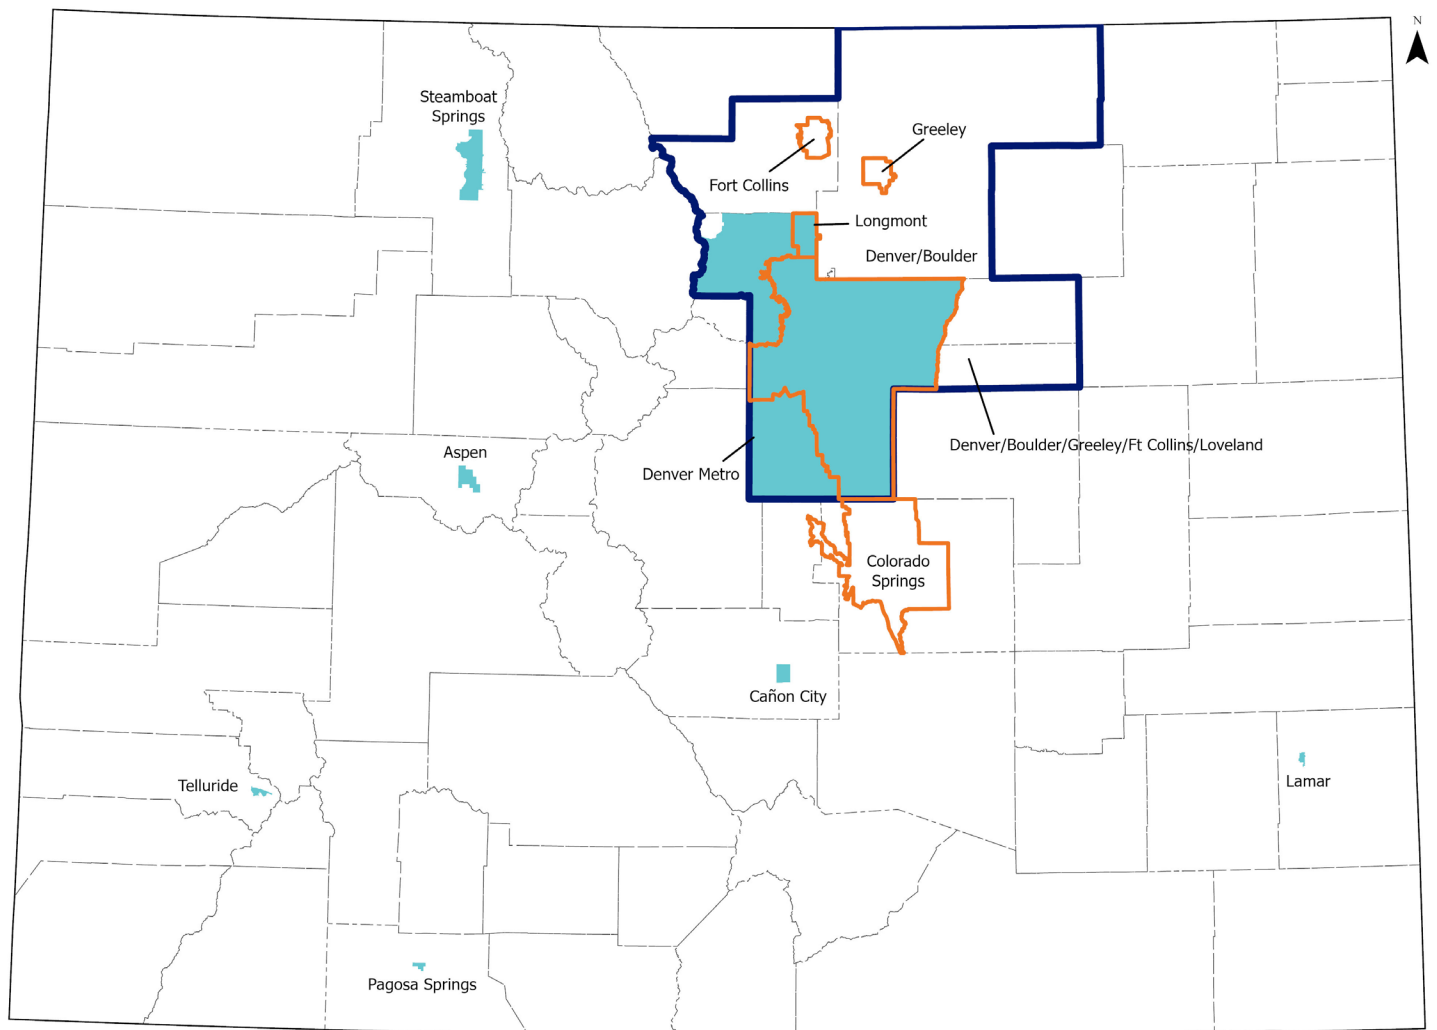 N
Steamboat
Springs
Greeley
Fort Collins
Longmont
Denver/Boulder
Denver/Boulder/Greeley/Ft Collins/Loveland
Aspen
Denver Metro
Colorado
Springs
Cañon City
Telluride
Lamar
Pagosa Springs